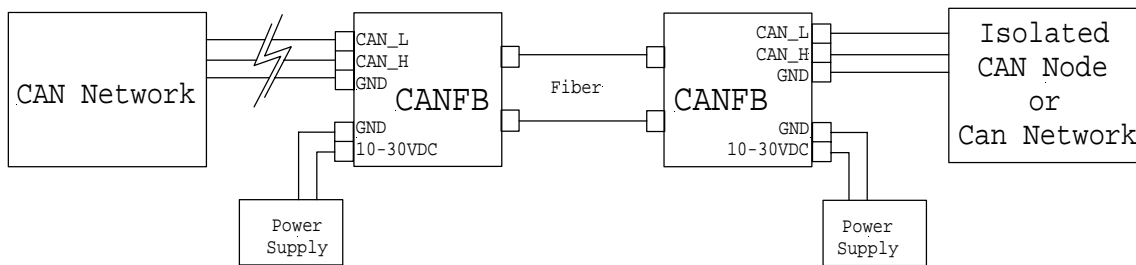 CAN Network
CAN_L
CAN_H
GND
CANFB
GND
10-30VDC
Power
Supply
Fiber
CAN_L
CAN_H
GND
CANFB
GND
10-30VDC
Power
Supply
Isolated
CAN Node
or
Can Network